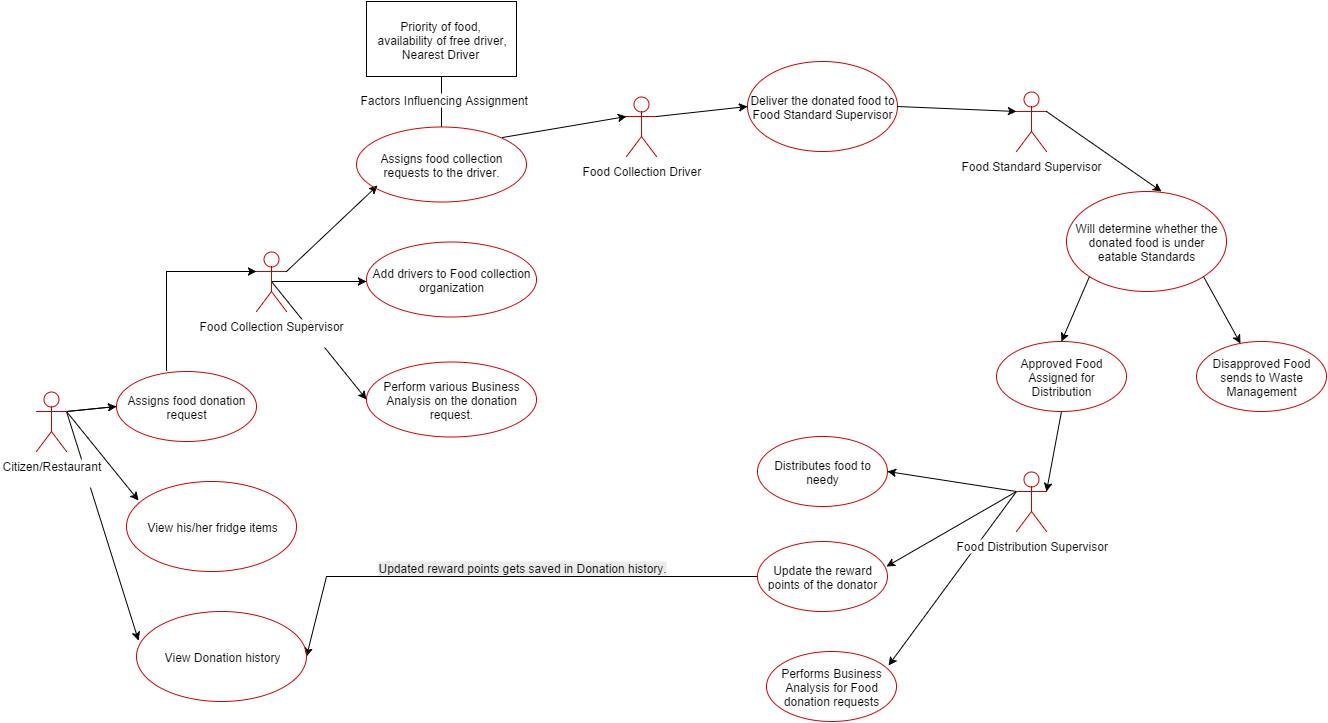 Priority of food,
availability of free driver,
Nearest Driver
Factors Influencing Assignment
Assigns food collection
requests to the driver.
Food Collection Driver
Deliver the donated food to
Food Standard Supervisor
Food Standard Supervisor
Will determine whether the
donated food is under
eatable Standards
Add drivers to Food collection
organization
Food Collection Supervisor
Perform various Business
Analysis on the donation
request.
Approved Food
Assigned for
Distribution
Disapproved Food
sends to Waste
Management
Assigns food donation
request
Citizen/Restaurant
View his/her fridge items
View Donation history
Distributes food to
needy
Food Distribution Supervisor
Updated reward points gets saved in Donation history.
Update the reward
points of the donator
Performs Business
Analysis for Food
donation requests